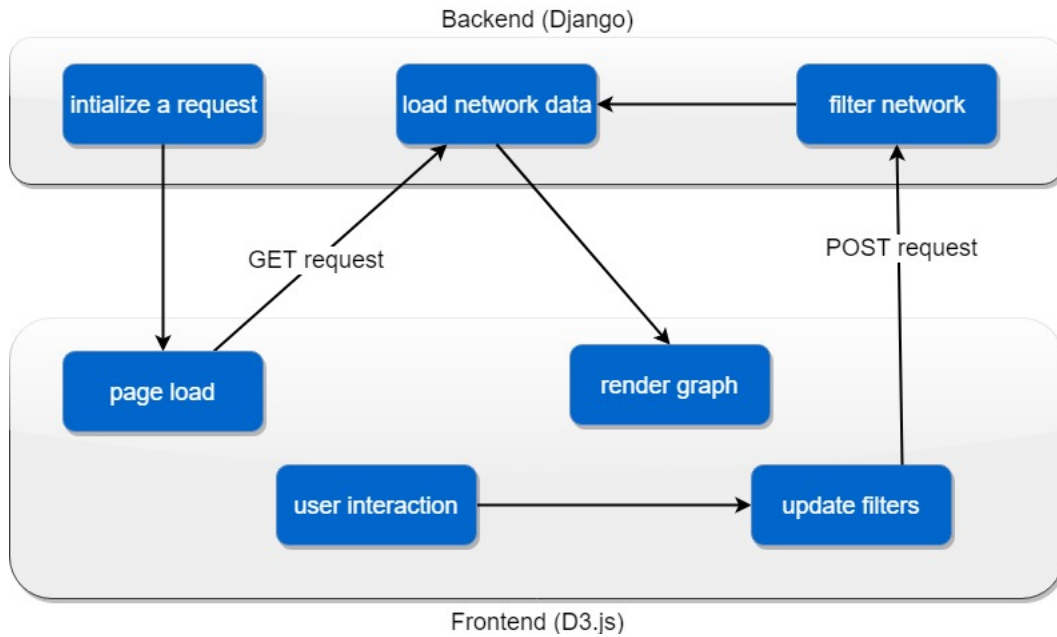 Backend (Django)
intialize a request
load network data
filter network
GET request
POST request
page load
render graph
user interaction
update filters
Frontend (D3.js)